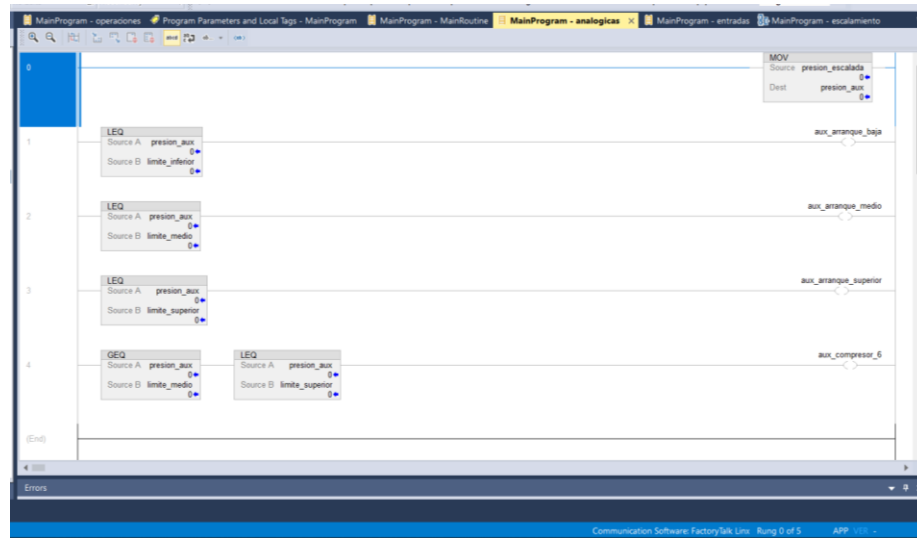 MainProgram - operaciones Program Parameters and Local Tags - MainProgram MainProgram - MainRoutine MainProgram - analogicas × MainProgram - entradas MainProgram - escalamiento
MOV
0 Source presion_escalada
0
Dest presion_aux
0
LEQ aux_arranque_baja
1 Source A presion_aux
0
Source B limite_inferior
0
LEQ aux_arranque_medio
2 Source A presion_aux
0
Source B limite_medio
0
LEQ aux_arranque_superior
3 Source A presion_aux
0
Source B limite_superior
0
GEQ LEQ aux_compresor_6
4 Source A presion_aux Source A presion_aux
0 0
Source B limite_medio Source B limite_superior
0 0
(End)
Errors
Communication Software: FactoryTalk Linx Rung 0 of 5 APP VER